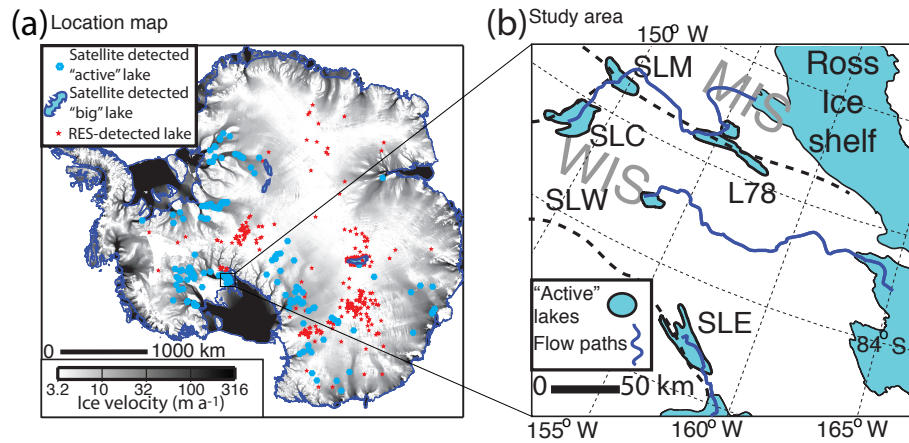 (a) Location map
Satellite detected
“active” lake
Satellite detected
“big” lake
RES-detected lake
0 1000 km
3.2 10 32 100 316
Ice velocity (m a⁻¹)
(b) Study area
150° W
SLM
MIS
Ross
Ice
shelf
SLC
WIS
L78
SLW
“Active”
lakes
Flow paths
SLE
84° S
0 50 km
155° W
160° W
165° W